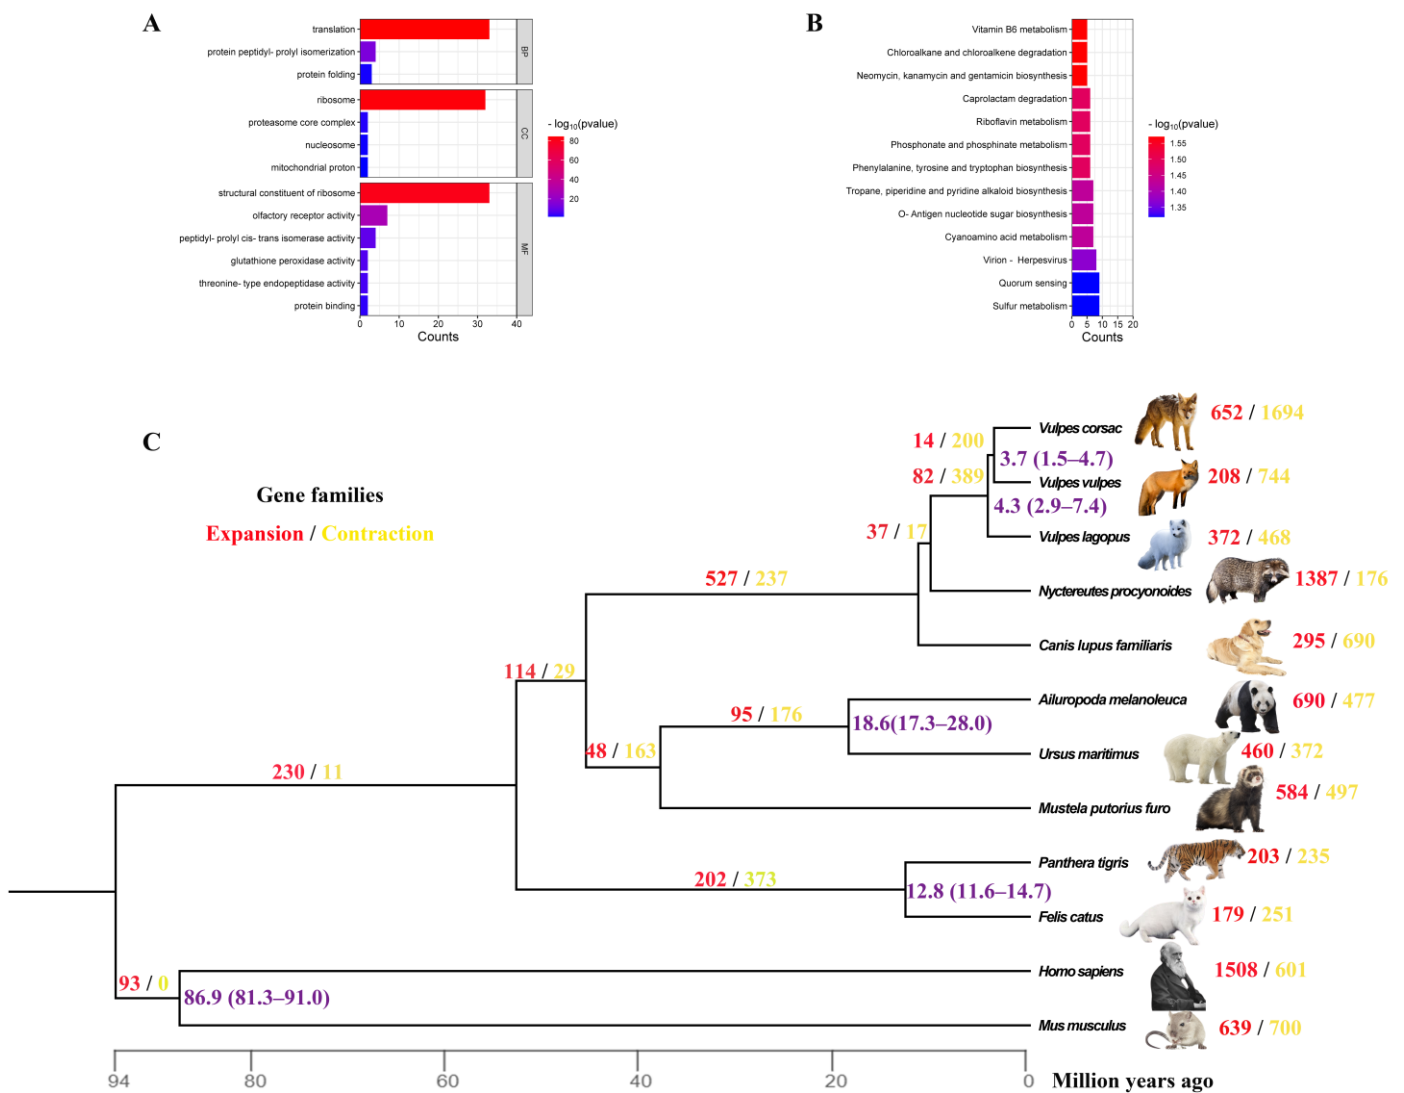 A
translation
protein peptidyl- prolyl isomerization
protein folding
BP
ribosome
proteasome core complex
nucleosome
mitochondrial proton
CC
structural constituent of ribosome
olfactory receptor activity
peptidyl- prolyl cis- trans isomerase activity
glutathione peroxidase activity
threonine- type endopeptidase activity
protein binding
MF
0 10 20 30 40
Counts
- log10(pvalue)
80
60
40
20
B
Vitamin B6 metabolism
Chloroalkane and chloroalkene degradation
Neomycin, kanamycin and gentamicin biosynthesis
Caprolactam degradation
Riboflavin metabolism
Phosphonate and phosphinate metabolism
Phenylalanine, tyrosine and tryptophan biosynthesis
Tropane, piperidine and pyridine alkaloid biosynthesis
O- Antigen nucleotide sugar biosynthesis
Cyanoamino acid metabolism
Virion - Herpesvirus
Quorum sensing
Sulfur metabolism
0 5 10 15 20
Counts
- log10(pvalue)
1.55
1.50
1.45
1.40
1.35
C
Gene families
Expansion / Contraction
Vulpes corsac 652 / 1694
14 / 200
3.7 (1.5–4.7)
82 / 389
Vulpes vulpes 208 / 744
4.3 (2.9–7.4)
37 / 17
Vulpes lagopus 372 / 468
527 / 237
Nyctereutes procyonoides 1387 / 176
Canis lupus familiaris 295 / 690
114 / 29
Ailuropoda melanoleuca 690 / 477
95 / 176
18.6(17.3–28.0)
48 / 163
Ursus maritimus 460 / 372
230 / 11
Mustela putorius furo 584 / 497
Panthera tigris 203 / 235
202 / 373
12.8 (11.6–14.7)
Felis catus 179 / 251
Homo sapiens 1508 / 601
93 / 0
86.9 (81.3–91.0)
Mus musculus 639 / 700
94 80 60 40 20 0 Million years ago